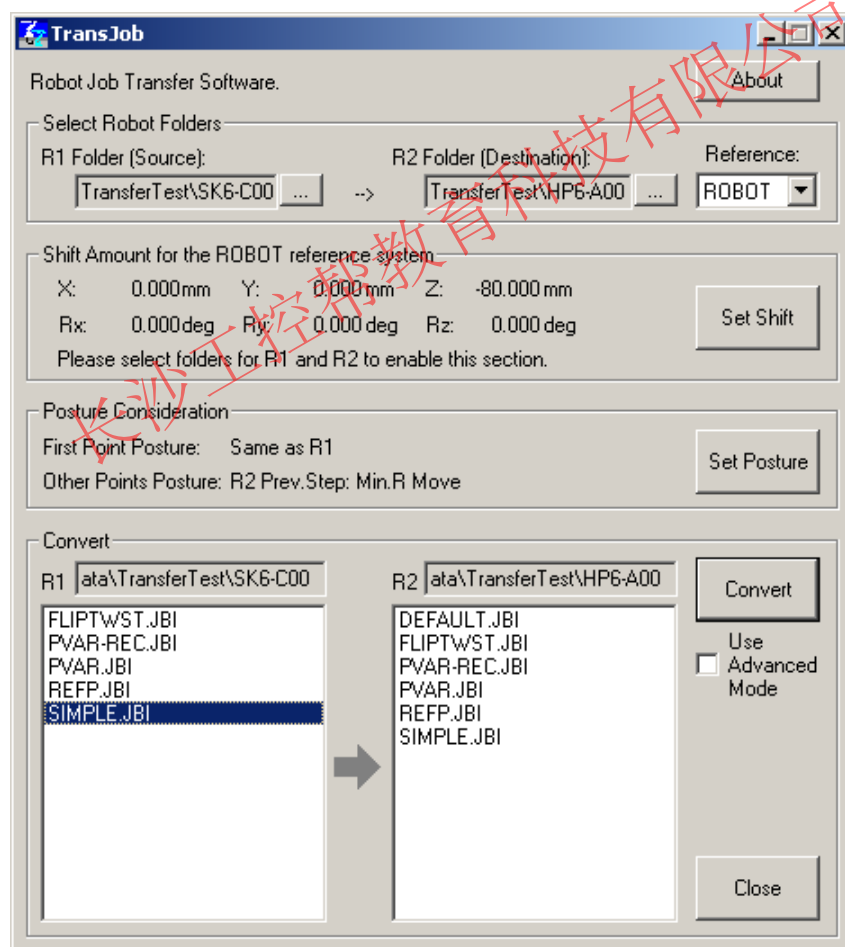 TransJob
Robot Job Transfer Software.
About
Select Robot Folders
R1 Folder (Source):
R2 Folder (Destination):
Reference:
TransferTest\SK6-C00
...
-->
TransferTest\HP6-A00
...
ROBOT
Shift Amount for the ROBOT reference system
X: 0.000mm Y: 0.000mm Z: -80.000 mm
Rx: 0.000deg Ry: 0.000 deg Rz: 0.000 deg
Set Shift
Please select folders for R1 and R2 to enable this section.
Posture Consideration
First Point Posture: Same as R1
Other Points Posture: R2 Prev.Step: Min.R Move
Set Posture
Convert
R1 ata\TransferTest\SK6-C00
FLIPTWST.JBI
PVAR-REC.JBI
PVAR.JBI
REFP.JBI
SIMPLE.JBI
R2 ata\TransferTest\HP6-A00
DEFAULT.JBI
FLIPTWST.JBI
PVAR-REC.JBI
PVAR.JBI
REFP.JBI
SIMPLE.JBI
Convert
Use
Advanced
Mode
Close
长沙工控帮教育科技有限公司